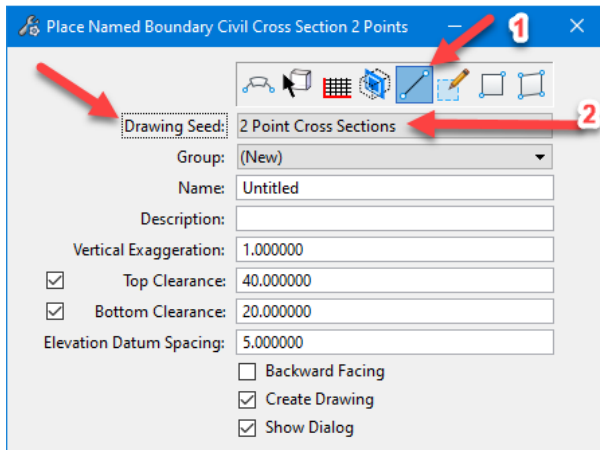 Place Named Boundary Civil Cross Section 2 Points
1
Drawing Seed: 2 Point Cross Sections
2
Group: (New)
Name: Untitled
Description:
Vertical Exaggeration: 1.000000
Top Clearance: 40.000000
Bottom Clearance: 20.000000
Elevation Datum Spacing: 5.000000
Backward Facing
Create Drawing
Show Dialog